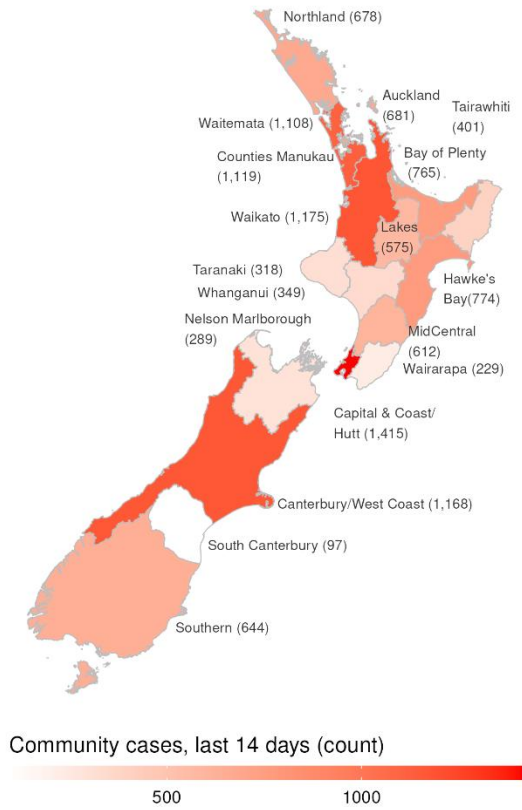 Northland (678)
Auckland
(681)
Tairawhiti
(401)
Waitemata (1,108)
Counties Manukau
(1,119)
Bay of Plenty
(765)
Waikato (1,175)
Lakes
(575)
Taranaki (318)
Whanganui (349)
Hawke's
Bay(774)
Nelson Marlborough
(289)
MidCentral
(612)
Wairarapa (229)
Capital & Coast/
Hutt (1,415)
Canterbury/West Coast (1,168)
South Canterbury (97)
Southern (644)
Community cases, last 14 days (count)
500 1000